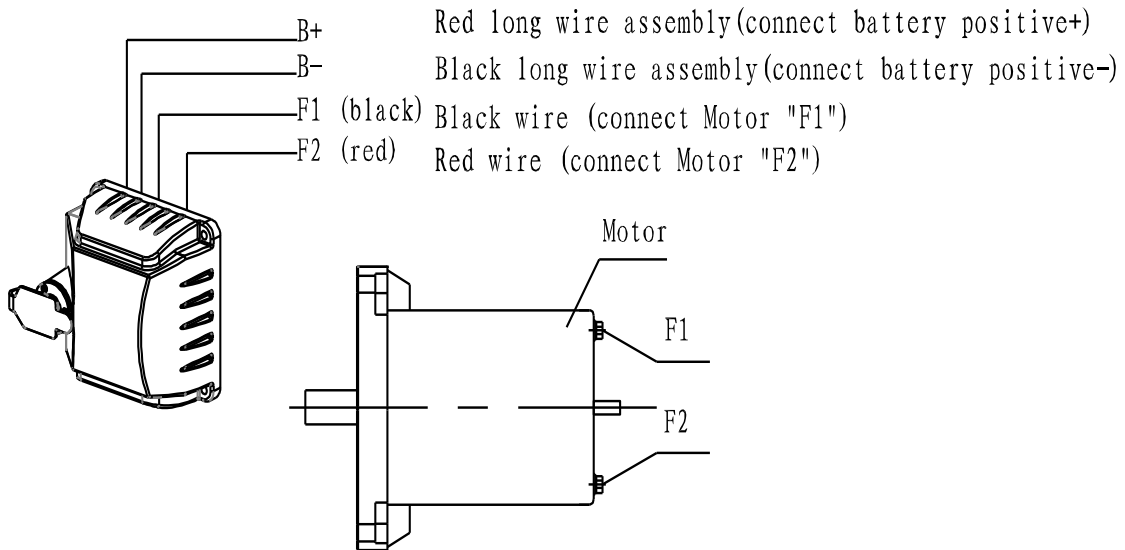 B+ Red long wire assembly(connect battery positive+)
B- Black long wire assembly(connect battery positive-)
F1 (black) Black wire (connect Motor "F1")
F2 (red) Red wire (connect Motor "F2")
Motor
F1
F2